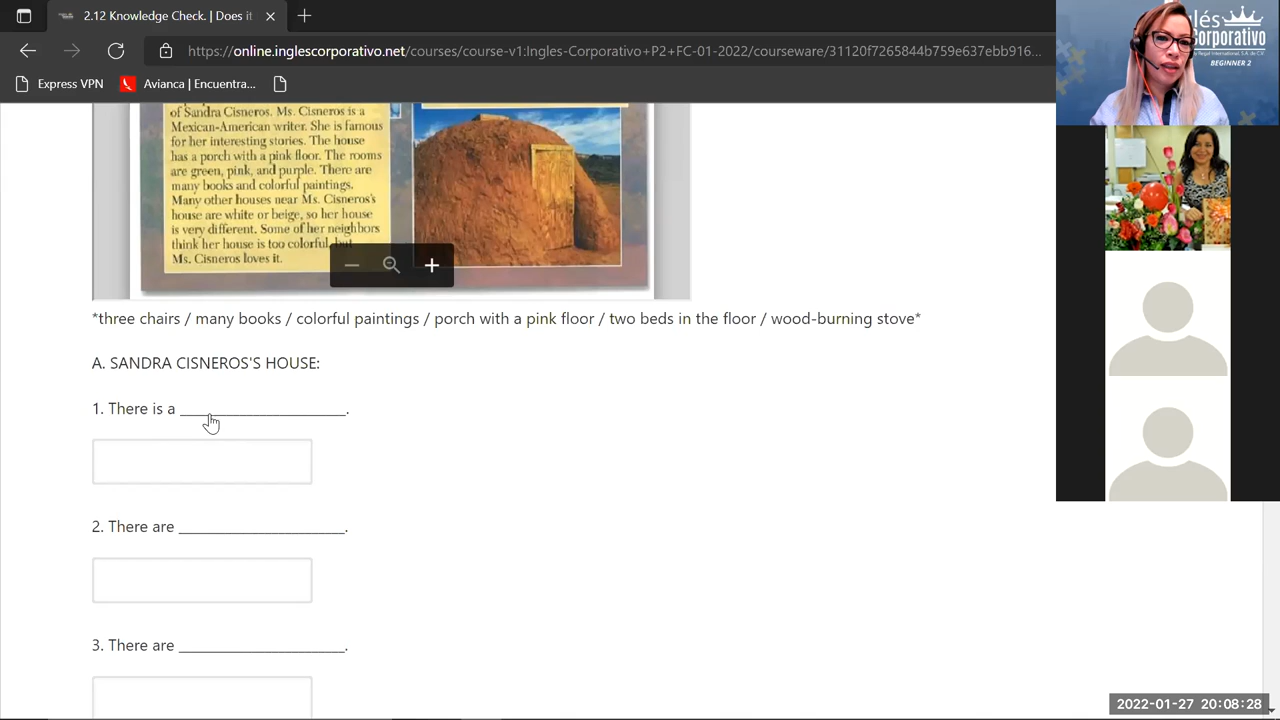 2.12 Knowledge Check. | Does it
https://online.inglescorporativo.net/courses/course-v1:Ingles-Corporativo+P2+FC-01-2022/courseware/31120f7265844b759e637ebb916...
Express VPN
Avianca | Encuentra...
Inglés
Corporativo
BEGINNER 2
of Sandra Cisneros. Ms. Cisneros is a
Mexican-American writer. She is famous
for her interesting stories. The house
has a porch with a pink floor. The rooms
are green, pink, and purple. There are
many books and colorful paintings.
Many other houses near Ms. Cisneros's
house are white or beige, so her house
is very different. Some of her neighbors
think her house is too colorful, but
Ms. Cisneros loves it.
*three chairs / many books / colorful paintings / porch with a pink floor / two beds in the floor / wood-burning stove*
A. SANDRA CISNEROS'S HOUSE:
1. There is a ____________________.
2. There are ____________________.
3. There are ____________________.
2022-01-27 20:08:28